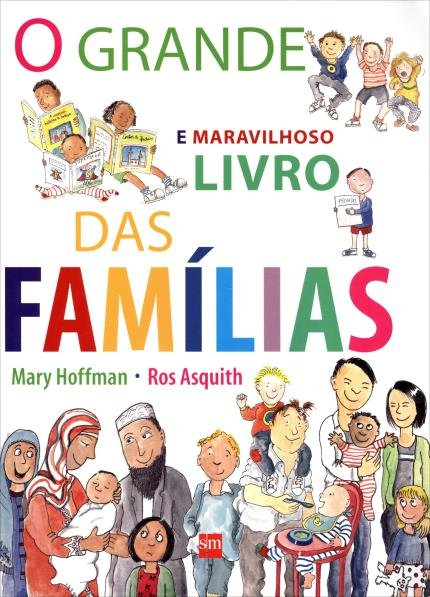 O GRANDE
E MARAVILHOSO
LIVRO
DAS
FAMÍLIAS
Mary Hoffman • Ros Asquith
sm